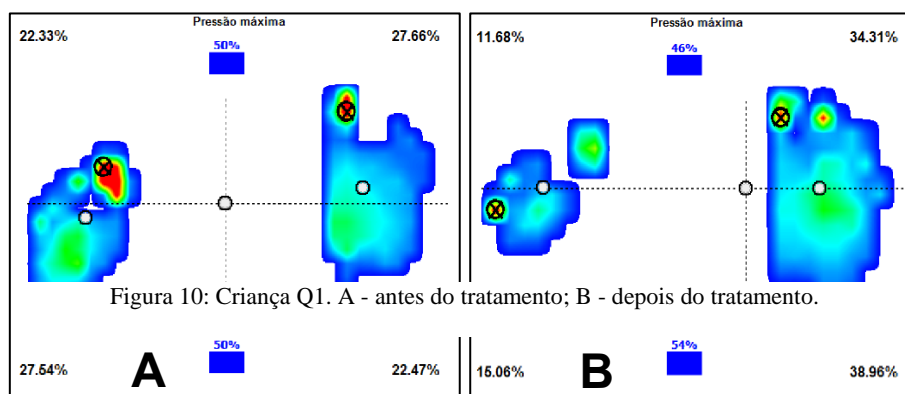 Pressão máxima
22.33% 27.66%
50%
Pressão máxima
11.68% 34.31%
46%
Figura 10: Criança Q1. A - antes do tratamento; B - depois do tratamento.
50%
27.54% A 22.47%
54%
15.06% B 38.96%